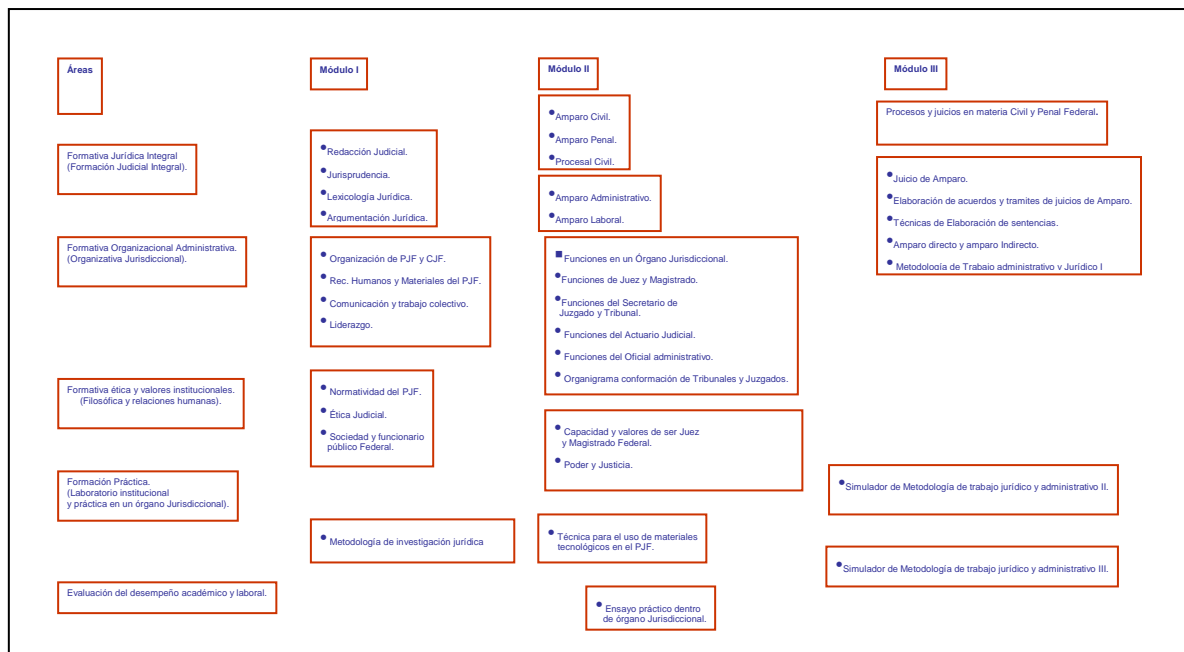 Áreas
Módulo I
Módulo II
Módulo III
Formativa Jurídica Integral
(Formación Judicial Integral).
• Redacción Judicial.
• Jurisprudencia.
• Lexicología Jurídica.
• Argumentación Jurídica.
• Amparo Civil.
• Amparo Penal.
• Procesal Civil.
• Amparo Administrativo.
• Amparo Laboral.
Procesos y juicios en materia Civil y Penal Federal.
• Juicio de Amparo.
• Elaboración de acuerdos y tramites de juicios de Amparo.
• Técnicas de Elaboración de sentencias.
• Amparo directo y amparo Indirecto.
• Metodología de Trabajo administrativo y Jurídico I
Formativa Organizacional Administrativa.
(Organizativa Jurisdiccional).
• Organización de PJF y CJF.
• Rec. Humanos y Materiales del PJF.
• Comunicación y trabajo colectivo.
• Liderazgo.
■ Funciones en un Órgano Jurisdiccional.
• Funciones de Juez y Magistrado.
• Funciones del Secretario de
Juzgado y Tribunal.
• Funciones del Actuario Judicial.
• Funciones del Oficial administrativo.
• Organigrama conformación de Tribunales y Juzgados.
Formativa ética y valores institucionales.
(Filosófica y relaciones humanas).
• Normatividad del PJF.
• Ética Judicial.
• Sociedad y funcionario
público Federal.
• Capacidad y valores de ser Juez
y Magistrado Federal.
• Poder y Justicia.
Formación Práctica.
(Laboratorio institucional
y práctica en un órgano Jurisdiccional).
• Metodología de investigación jurídica
• Técnica para el uso de materiales
tecnológicos en el PJF.
• Simulador de Metodología de trabajo jurídico y administrativo II.
Evaluación del desempeño académico y laboral.
• Ensayo práctico dentro
de órgano Jurisdiccional.
• Simulador de Metodología de trabajo jurídico y administrativo III.